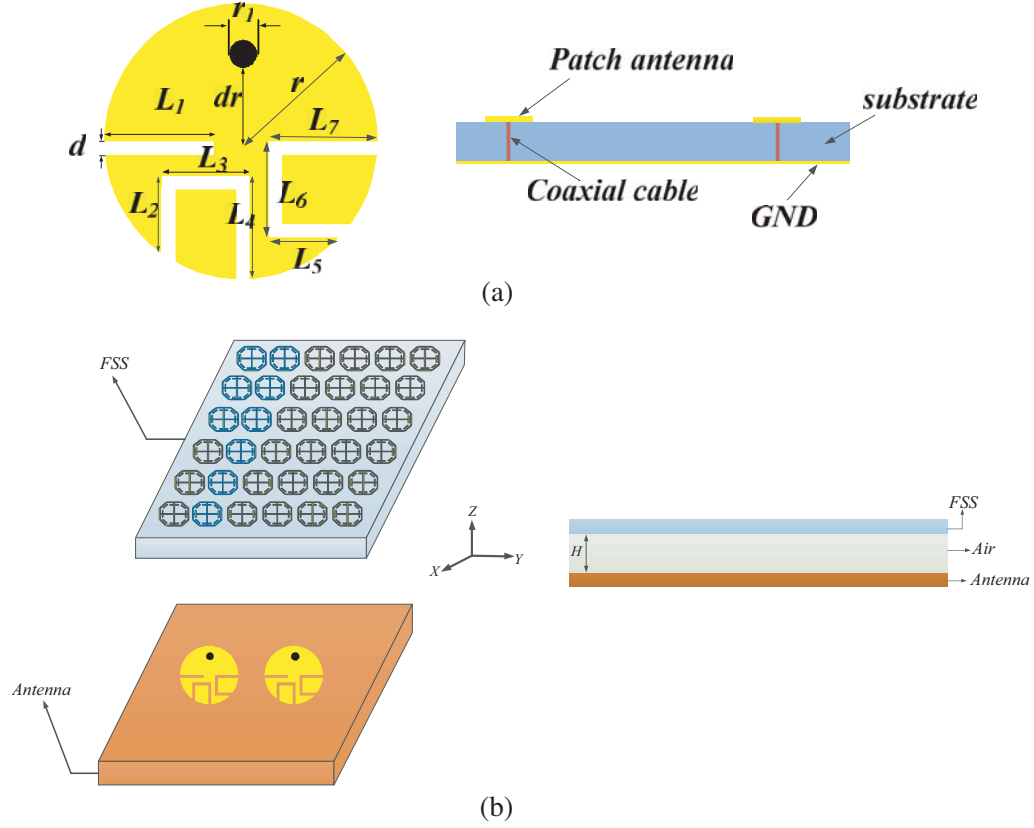 r1
L1
dr
r
L7
d
L3
L2
L4
L6
L5
Patch antenna
substrate
Coaxial cable
GND
(a)
FSS
Z
X
Y
FSS
H
Air
Antenna
Antenna
(b)